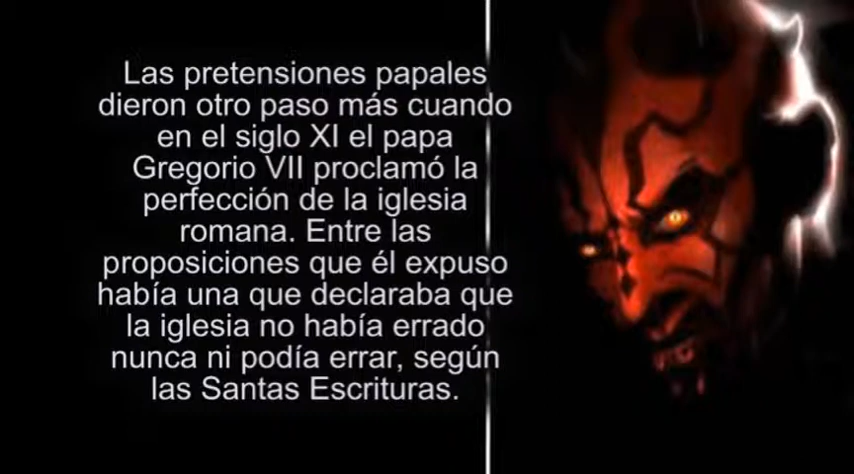 Las pretensiones papales
dieron otro paso más cuando
en el siglo XI el papa
Gregorio VII proclamó la
perfección de la iglesia
romana. Entre las
proposiciones que él expuso
había una que declaraba que
la iglesia no había errado
nunca ni podía errar, según
las Santas Escrituras.